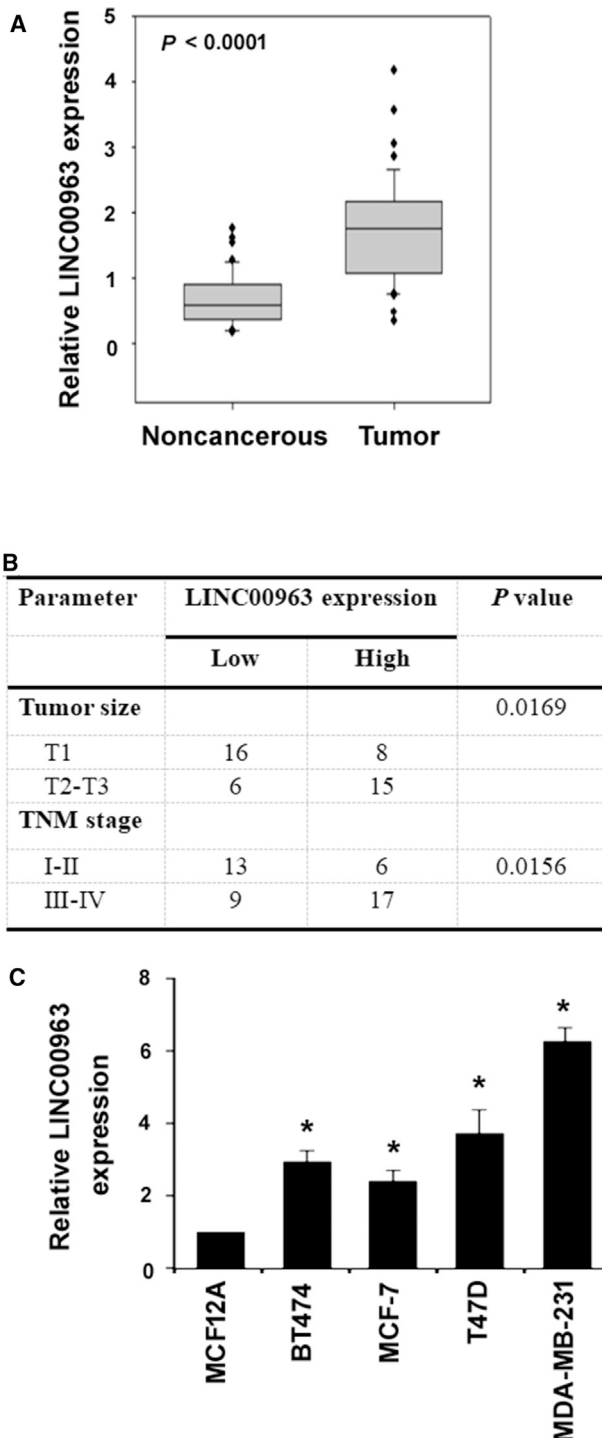 A
P < 0.0001
Relative LINC00963 expression
5
4
3
2
1
0
Noncancerous Tumor
B
Parameter LINC00963 expression P value
Low High
Tumor size 0.0169
T1 16 8
T2-T3 6 15
TNM stage
I-II 13 6 0.0156
III-IV 9 17
C
Relative LINC00963
expression
8
6
4
2
0
* * * *
MCF12A
BT474
MCF-7
T47D
MDA-MB-231